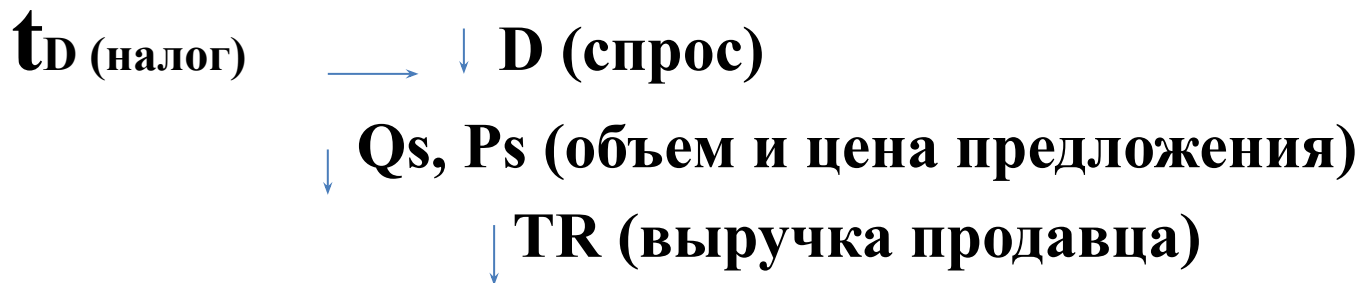 tD (налог) D (спрос)
Qs, Ps (объем и цена предложения)
TR (выручка продавца)